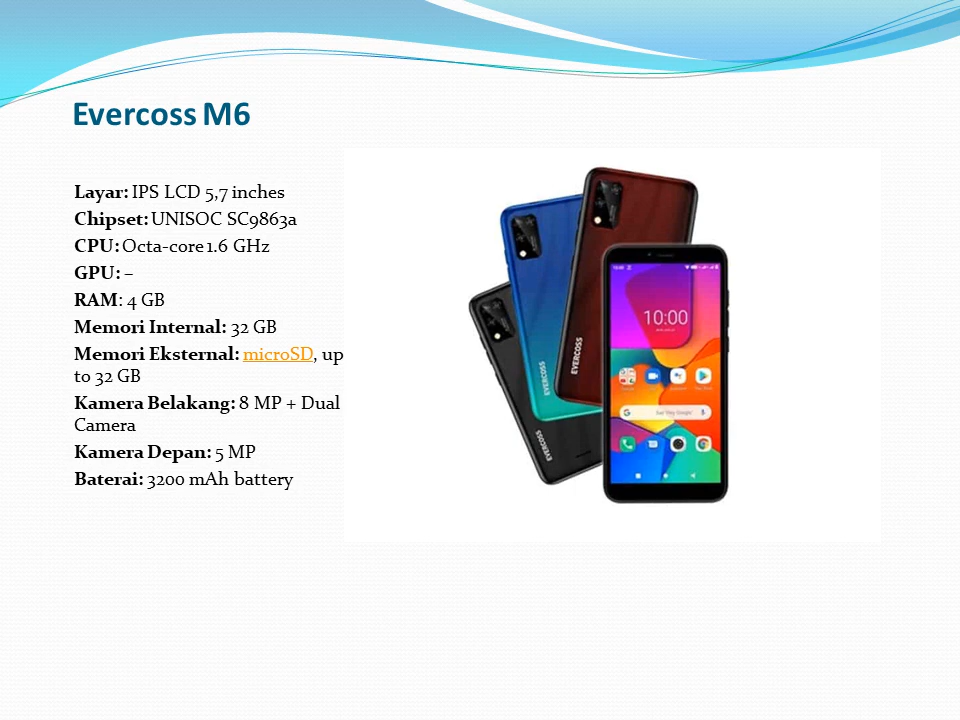 Evercoss M6
Layar: IPS LCD 5,7 inches
Chipset: UNISOC SC9863a
CPU: Octa-core 1.6 GHz
GPU: –
RAM: 4 GB
Memori Internal: 32 GB
Memori Eksternal: microSD, up
to 32 GB
Kamera Belakang: 8 MP + Dual
Camera
Kamera Depan: 5 MP
Baterai: 3200 mAh battery
EVERCOSS
EVERCOSS
EVERCOSS
10:00